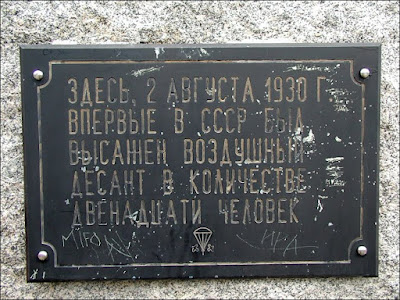 ЗДЕСЬ, 2 АВГУСТА 1930 Г.
ВПЕРВЫЕ В СССР БЫЛ
ВЫСАЖЕН ВОЗДУШНЫЙ
ДЕСАНТ В КОЛИЧЕСТВЕ
ДВЕНАДЦАТИ ЧЕЛОВЕК